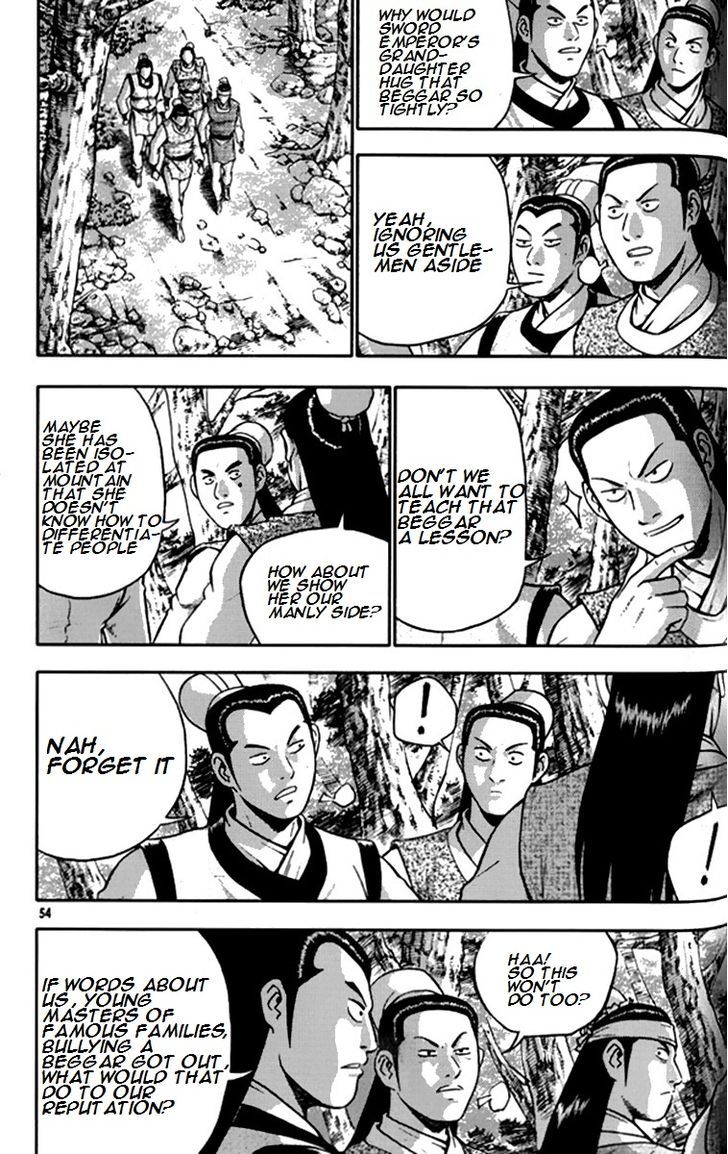 WHY WOULD
SWORD
EMPEROR'S
GRAND-
DAUGHTER
HUG THAT
BEGGAR SO
TIGHTLY?
YEAH,
IGNORING
US GENTLE-
MEN ASIDE
MAYBE
SHE HAS
BEEN ISO-
LATED AT
MOUNTAIN
THAT SHE
DOESN'T
KNOW HOW TO
DIFFERENTIA-
TE PEOPLE
HOW ABOUT
WE SHOW
HER OUR
MANLY SIDE?
DON'T WE
ALL WANT TO
TEACH THAT
BEGGAR
A LESSON?
NAH,
FORGET IT
!
!
54
IF WORDS ABOUT
US, YOUNG
MASTERS OF
FAMOUS FAMILIES,
BULLYING A
BEGGAR GOT OUT,
WHAT WOULD THAT
DO TO OUR
REPUTATION?
HAA!
SO THIS
WON'T
DO TOO?